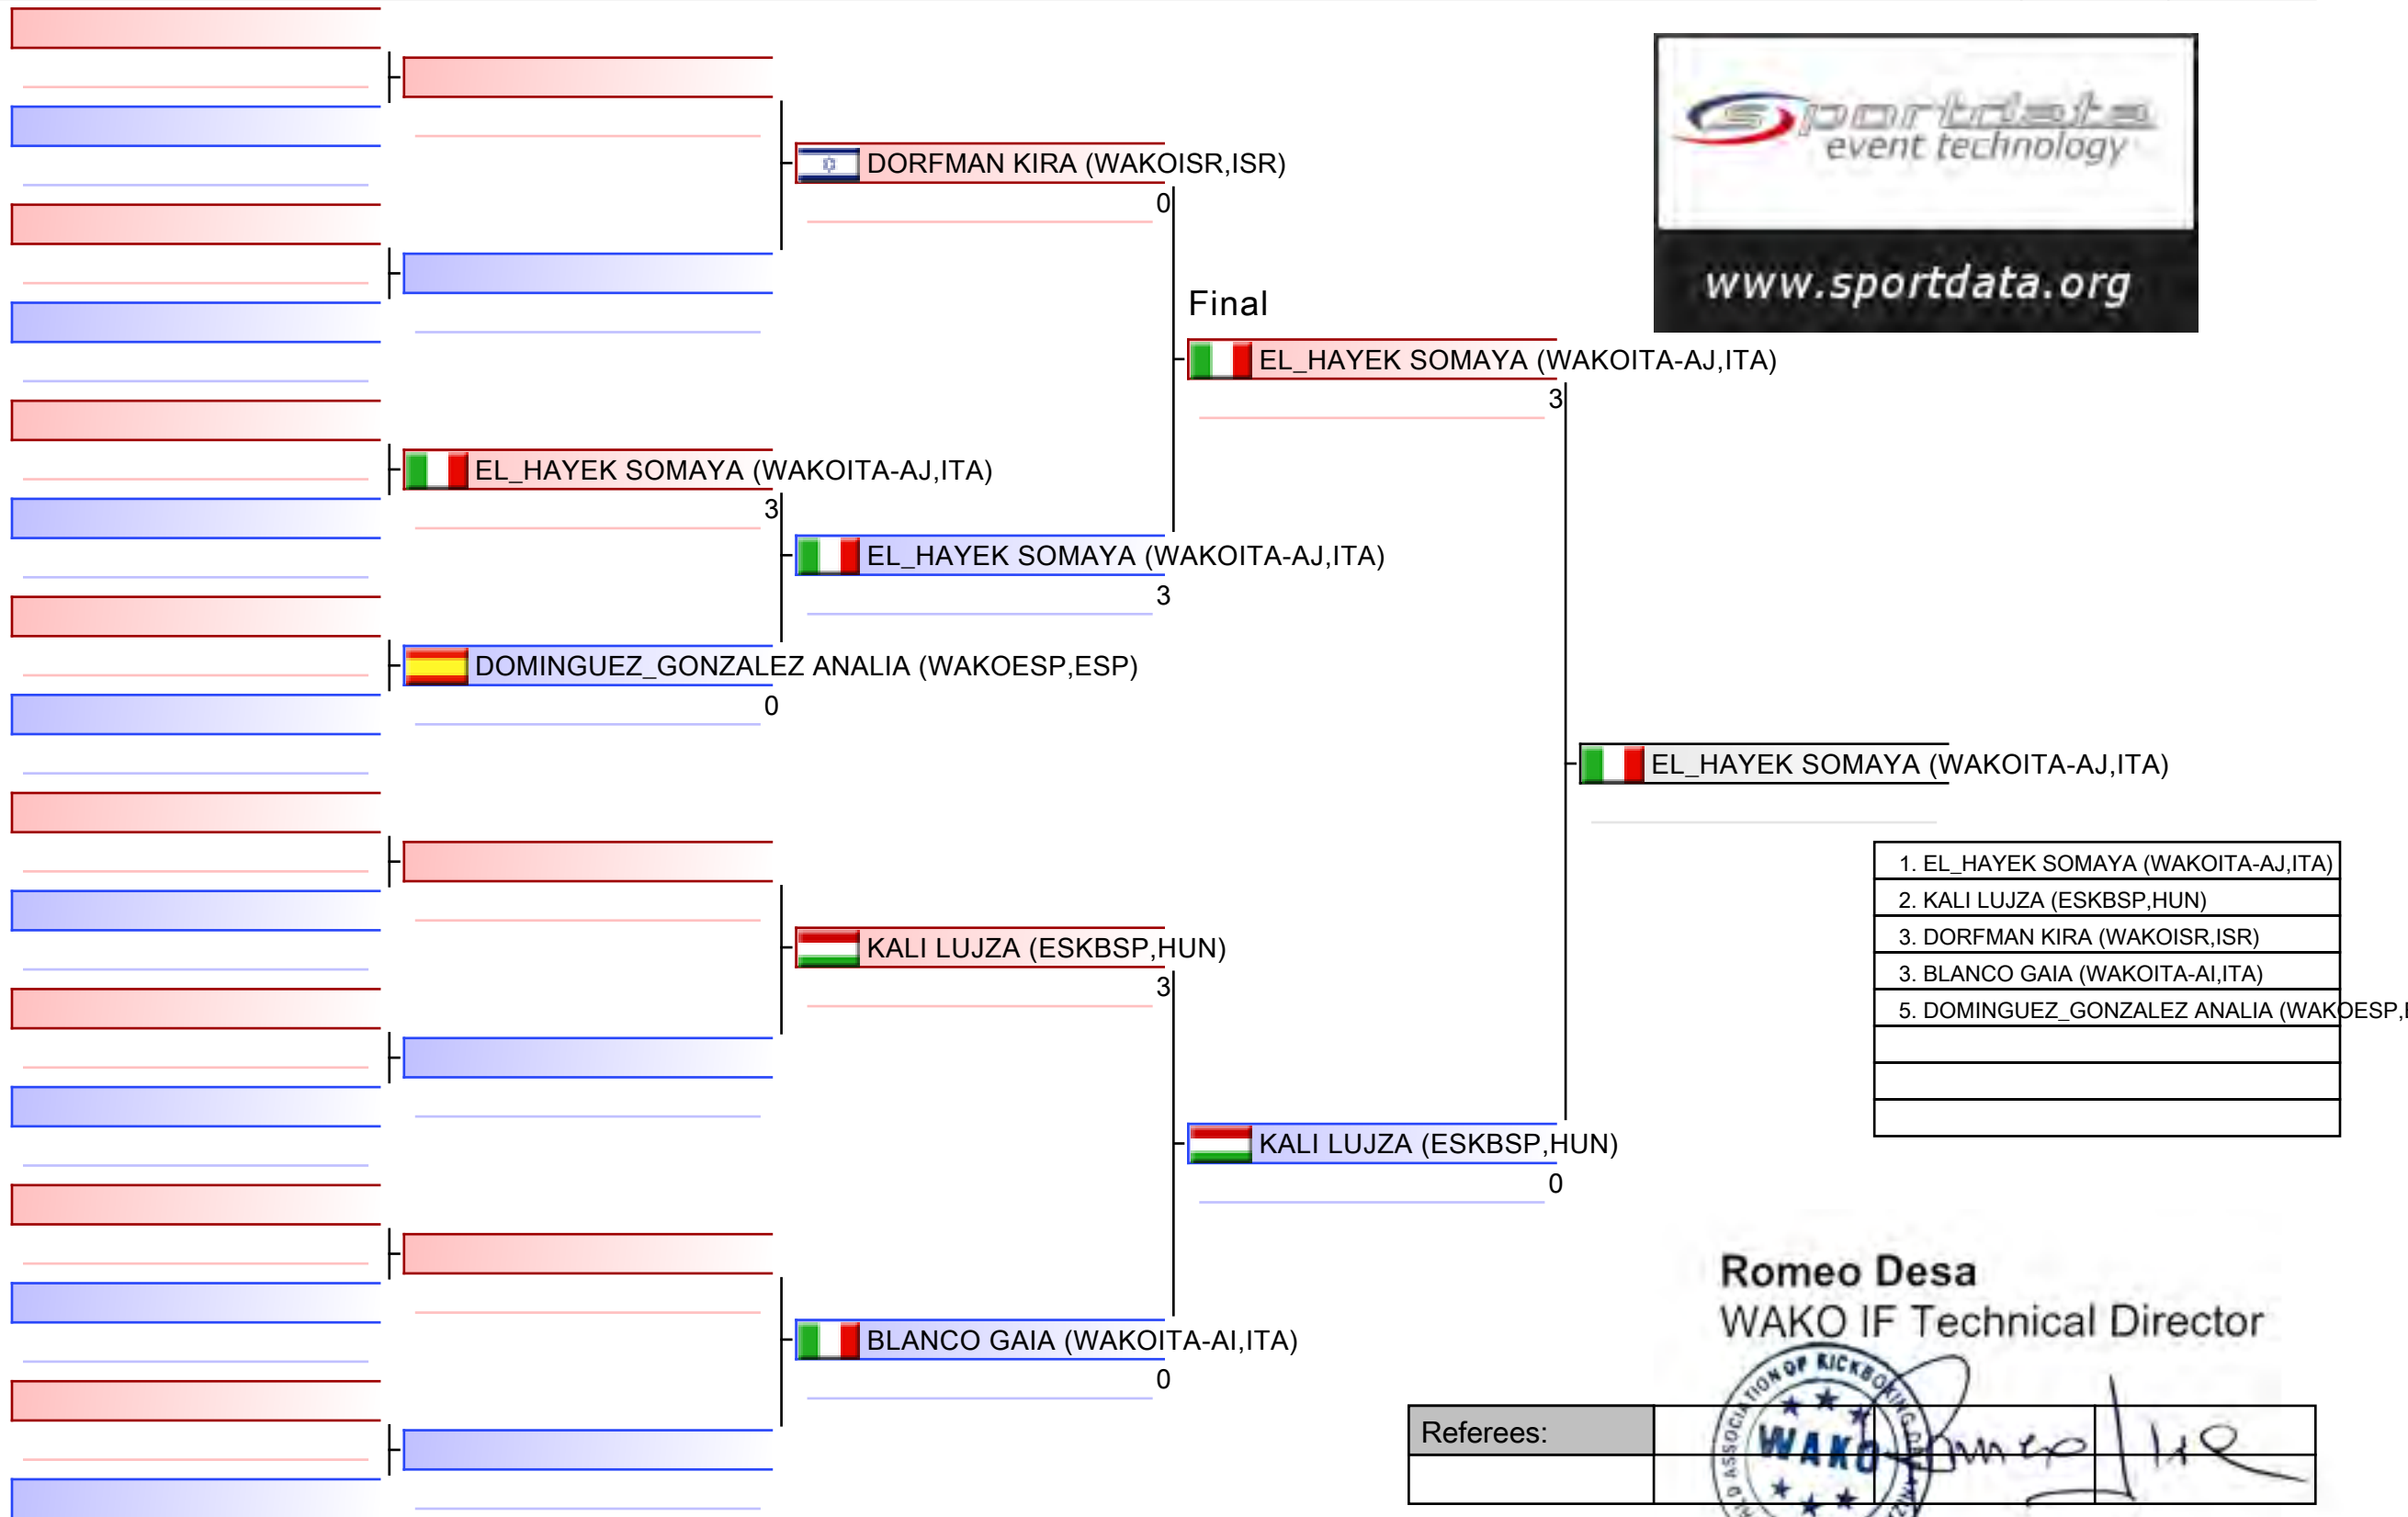 sportdata
event technology
www.sportdata.org
DORFMAN KIRA (WAKOISR,ISR)
0
Final
EL_HAYEK SOMAYA (WAKOITA-AJ,ITA)
3
EL_HAYEK SOMAYA (WAKOITA-AJ,ITA)
3
EL_HAYEK SOMAYA (WAKOITA-AJ,ITA)
3
DOMINGUEZ_GONZALEZ ANALIA (WAKOESP,ESP)
0
EL_HAYEK SOMAYA (WAKOITA-AJ,ITA)
1. EL_HAYEK SOMAYA (WAKOITA-AJ,ITA)
2. KALI LUJZA (ESKBSP,HUN)
3. DORFMAN KIRA (WAKOISR,ISR)
3. BLANCO GAIA (WAKOITA-AI,ITA)
5. DOMINGUEZ_GONZALEZ ANALIA (WAKOESP,
KALI LUJZA (ESKBSP,HUN)
3
KALI LUJZA (ESKBSP,HUN)
0
BLANCO GAIA (WAKOITA-AI,ITA)
0
Romeo Desa
WAKO IF Technical Director
Referees:
ASSOCIATION OF KICKBOXING
WAKO